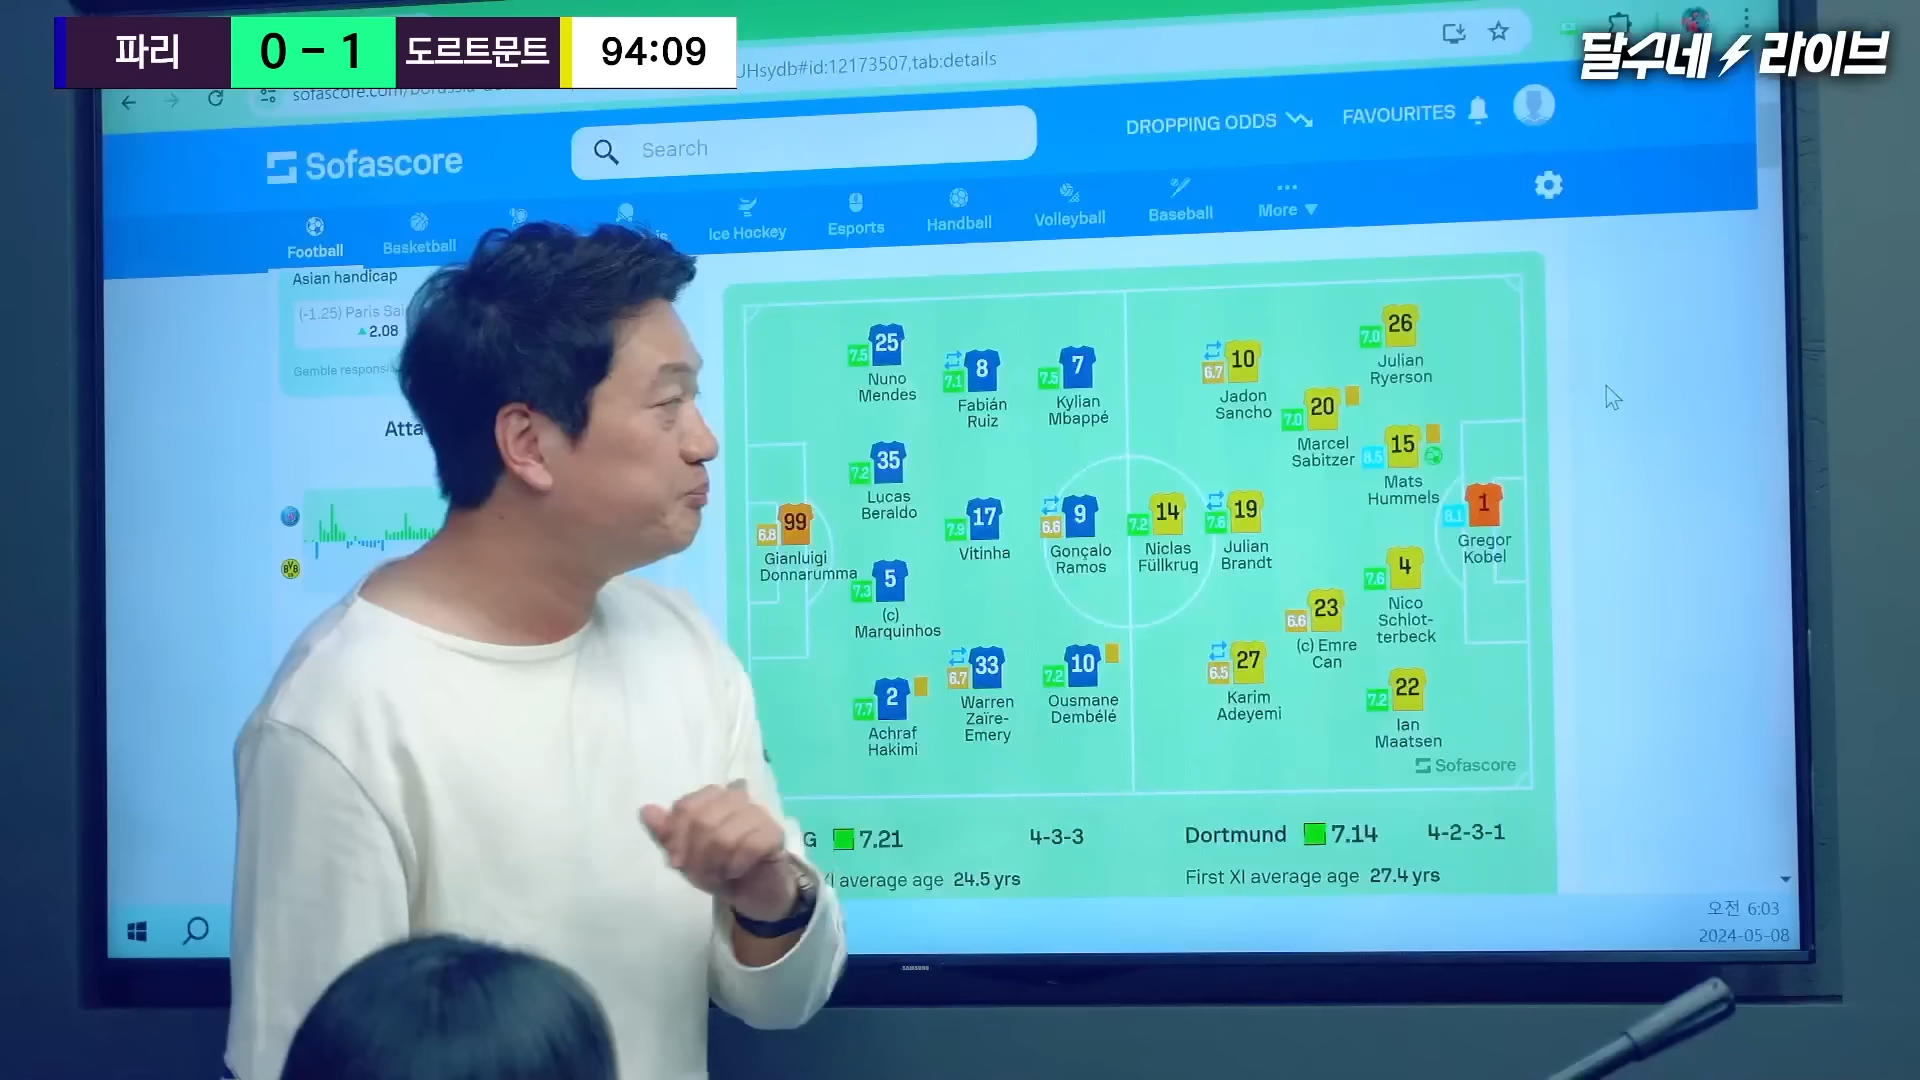 파리
0 - 1
도르트문트
94:09
달수네 라이브
JHsydb#id:12173507,tab:details
Sofascore
Search
DROPPING ODDS
FAVOURITES
Football
Basketball
Ice Hockey
Esports
Handball
Volleyball
Baseball
More
Asian handicap
(-1.25) Paris Sai
2.08
25
7.5
Nuno
Mendes
8
7.1
Fabián
Ruiz
7
7.5
Kylian
Mbappé
10
6.7
Jadon
Sancho
26
7.0
Julian
Ryerson
20
7.0
Marcel
Sabitzer
15
8.5
Mats
Hummels
35
7.2
Lucas
Beraldo
99
6.8
Gianluigi
Donnarumma
17
7.9
Vitinha
9
6.6
Gonçalo
Ramos
14
7.2
Niclas
Füllkrug
19
7.6
Julian
Brandt
1
8.1
Gregor
Kobel
5
7.3
(c)
Marquinhos
4
7.6
Nico
Schlot-
terbeck
23
6.6
(c) Emre
Can
33
6.7
Warren
Zaïre-
Emery
10
7.2
Ousmane
Dembélé
27
6.5
Karim
Adeyemi
2
7.7
Achraf
Hakimi
22
7.2
Ian
Maatsen
Sofascore
G 7.21
4-3-3
Dortmund 7.14
4-2-3-1
average age 24.5 yrs
First XI average age 27.4 yrs
오전 6:03
2024-05-08
SAMSUNG